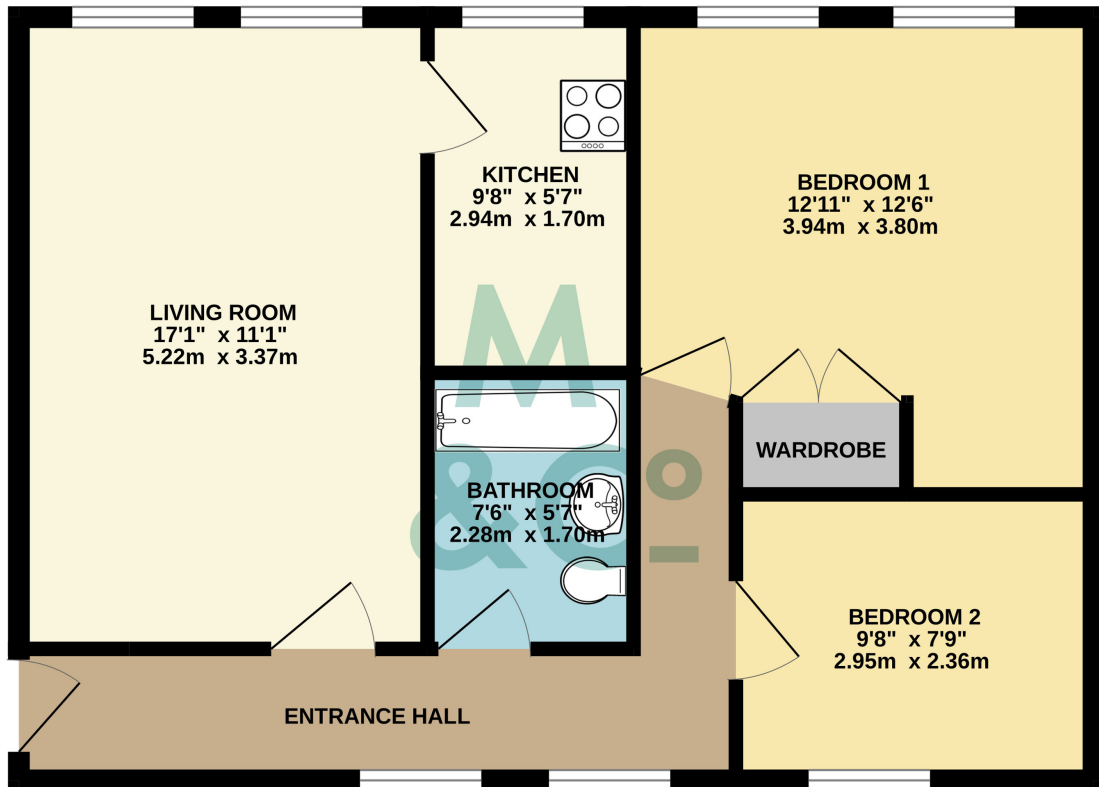 KITCHEN
9'8" x 5'7"
2.94m x 1.70m
BEDROOM 1
12'11" x 12'6"
3.94m x 3.80m
LIVING ROOM
17'1" x 11'1"
5.22m x 3.37m
WARDROBE
BATHROOM
7'6" x 5'7"
2.28m x 1.70m
BEDROOM 2
9'8" x 7'9"
2.95m x 2.36m
ENTRANCE HALL
M
&Co